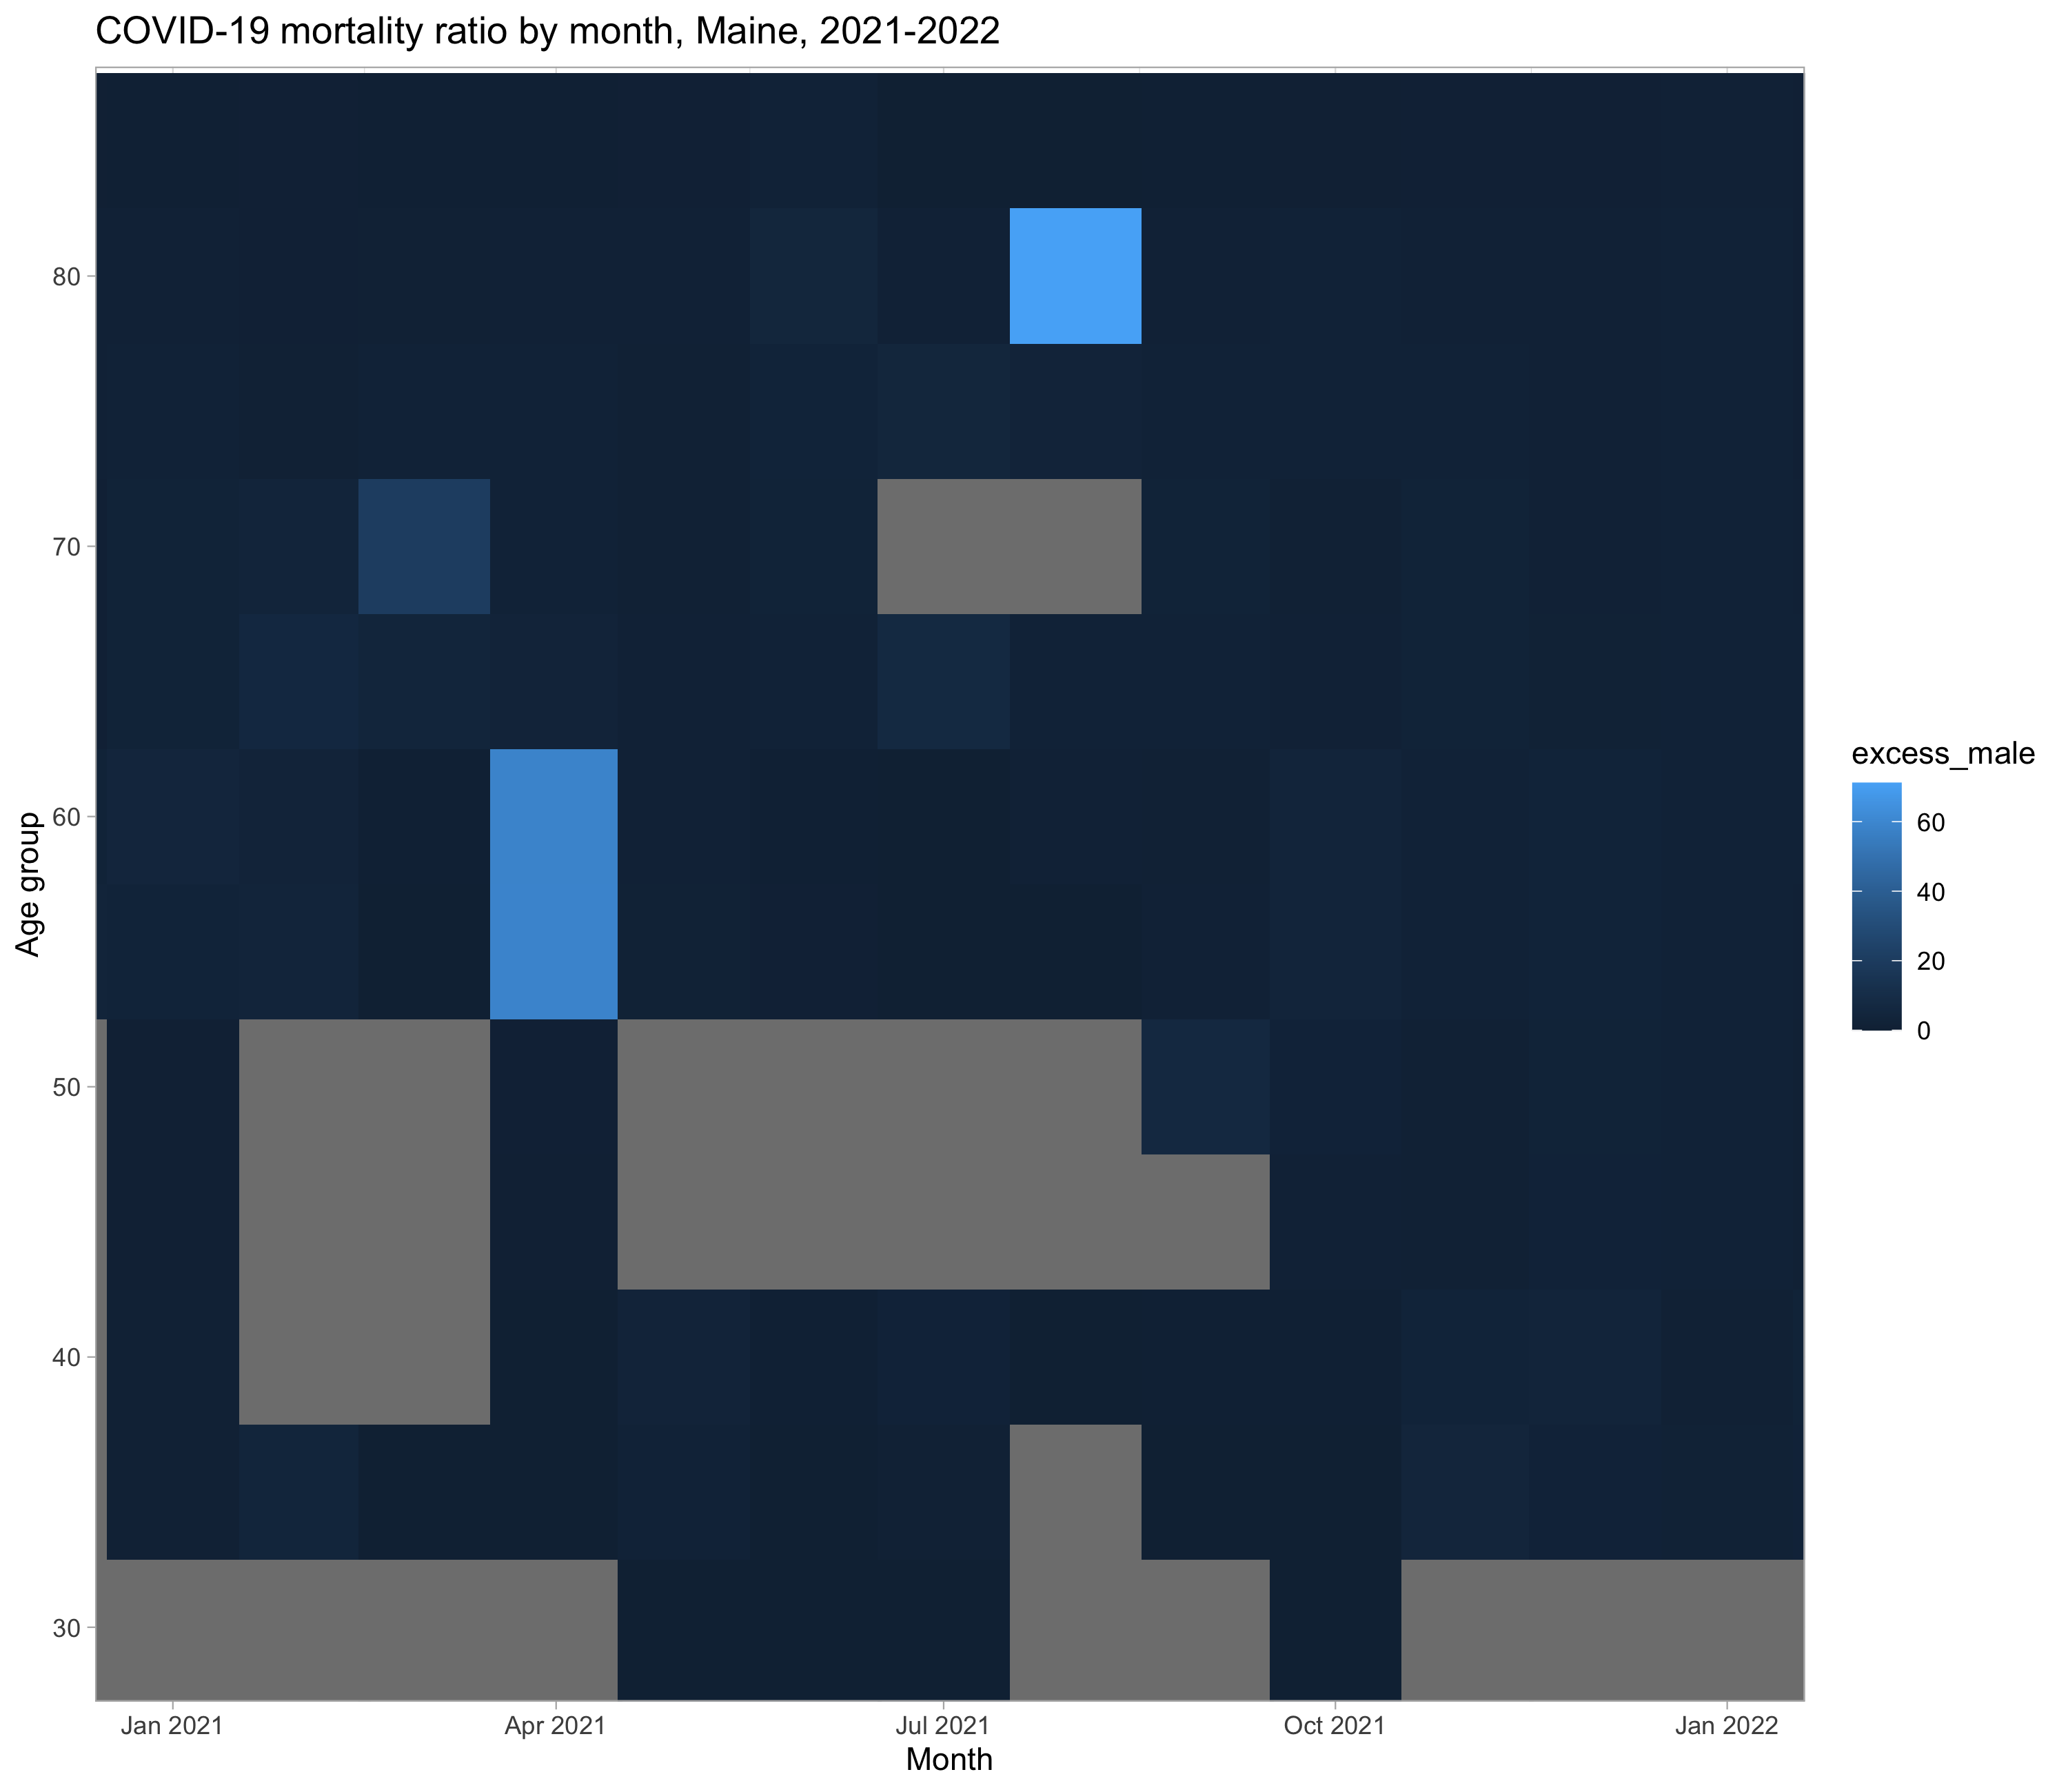 COVID-19 mortality ratio by month, Maine, 2021-2022
Age group
80
70
60
50
40
30
Jan 2021
Apr 2021
Jul 2021
Oct 2021
Jan 2022
Month
excess_male
60
40
20
0